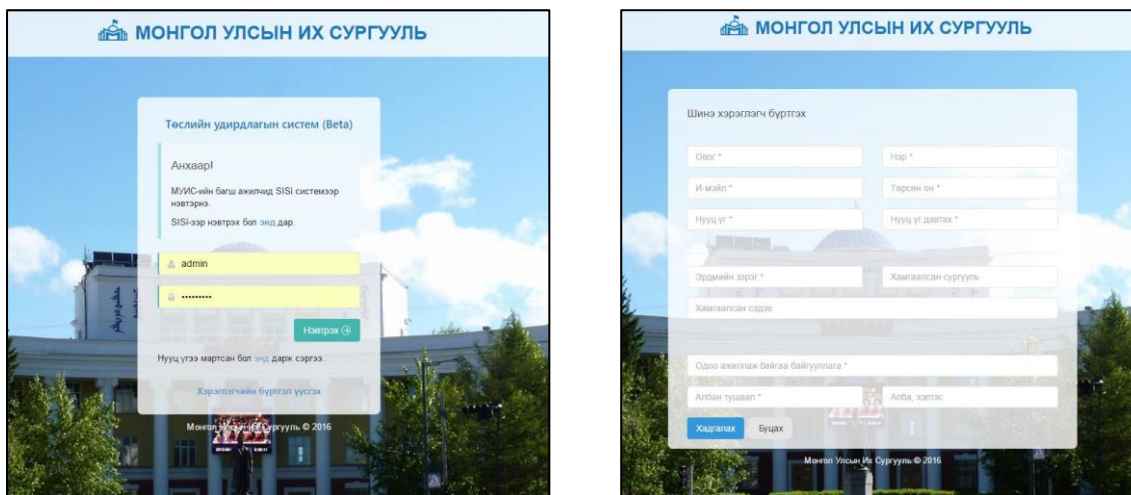 МОНГОЛ УЛСЫН ИХ СУРГУУЛЬ
Төслийн удирдлагын систем (Beta)
Анхаар!
МУИС-ийн багш ажилчид SISi системээр
нэвтэрнэ.
SISi-ээр нэвтрэх бол энд дар.
admin
Нэвтрэх
Нууц үгээ мартсан бол энд дарж сэргээ.
Хэрэглэгчийн бүртгэл үүсгэх
Монгол Улсын Их Сургууль © 2016
МОНГОЛ УЛСЫН ИХ СУРГУУЛЬ
Шинэ хэрэглэгч бүртгэх
Овог *
Нэр *
И-мэйл *
Төрсөн он *
Нууц үг *
Нууц үг давтах *
Эрдмийн зэрэг *
Хамгаалсан сургууль
Хамгаалсан сэдэв
Одоо ажиллаж байгаа байгууллага *
Албан тушаал *
Алба, хэлтэс
Хадгалах
Буцах
Монгол Улсын Их Сургууль © 2016